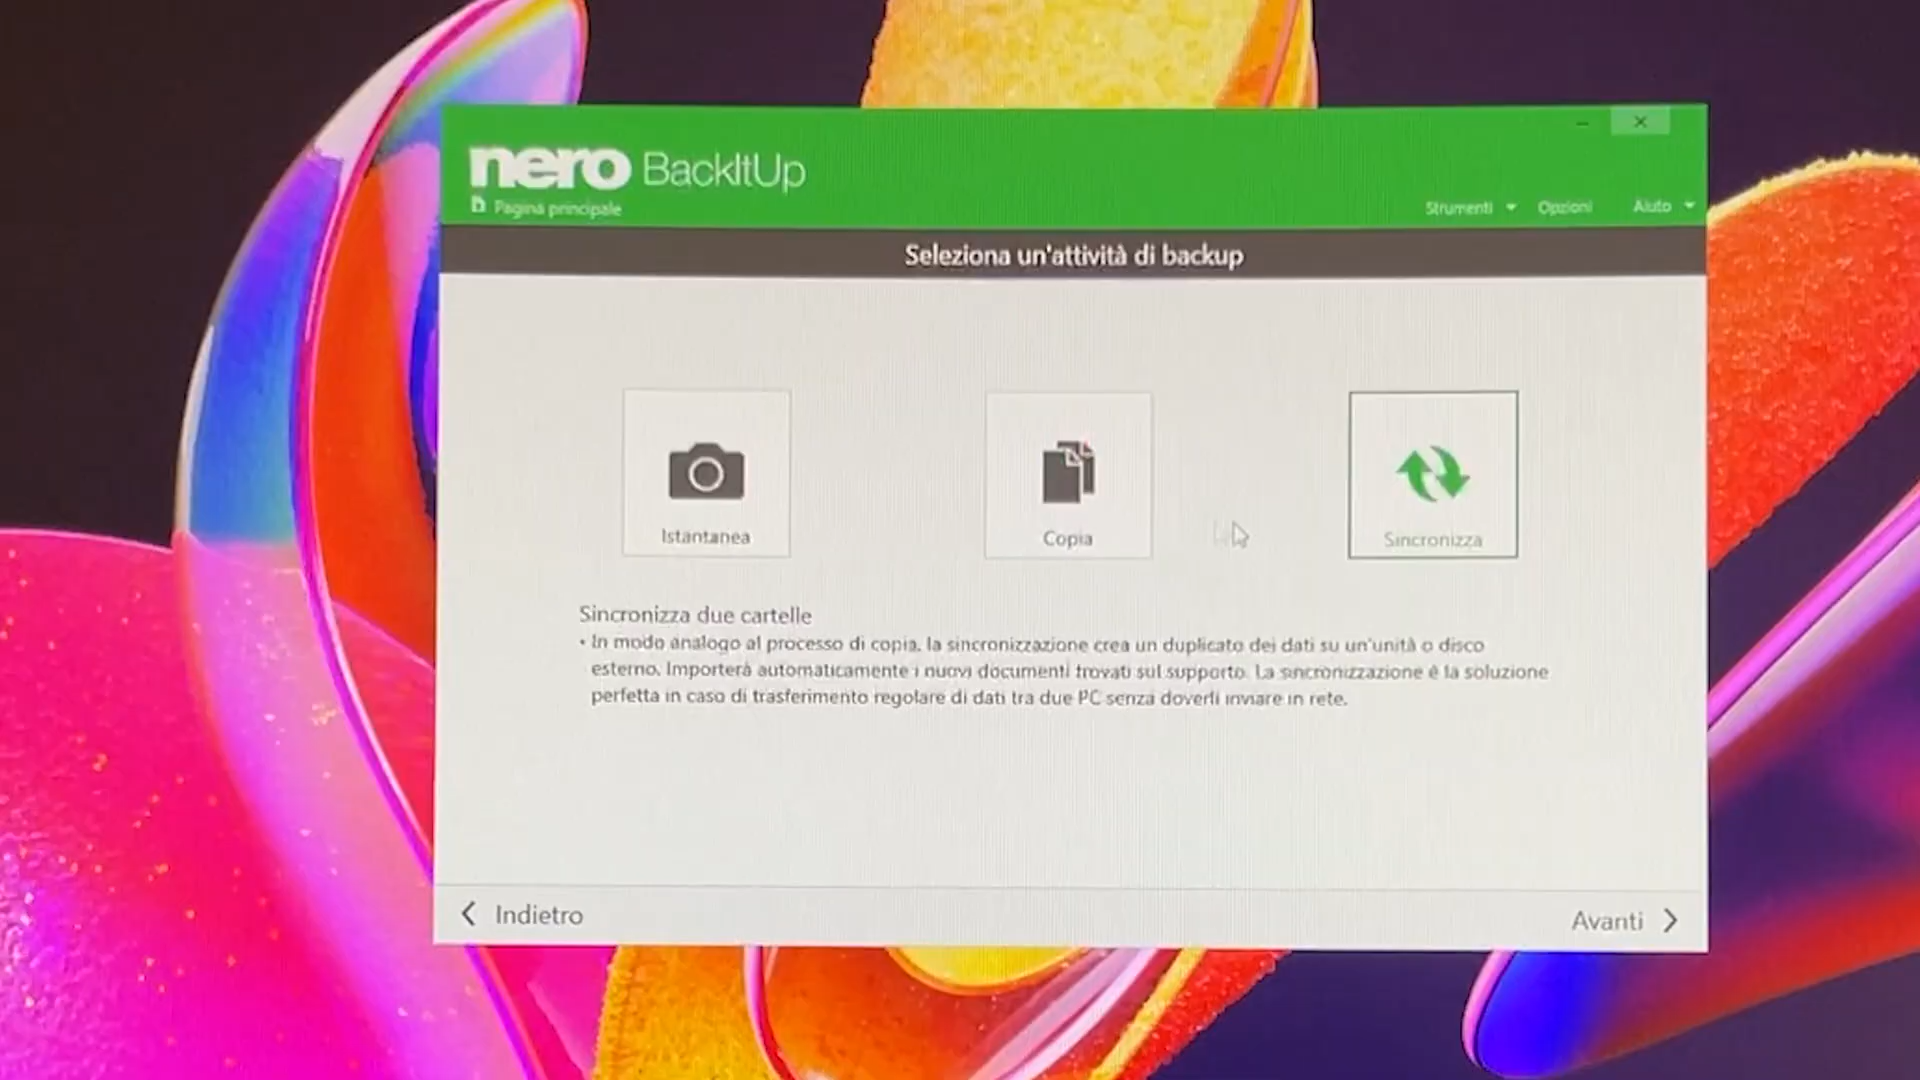 nero BackItUp
Pagina principale
Strumenti
Opzioni
Aiuto
Seleziona un'attività di backup
Istantanea
Copia
Sincronizza
Sincronizza due cartelle
• In modo analogo al processo di copia, la sincronizzazione crea un duplicato dei dati su un'unità o disco
esterno. Importerà automaticamente i nuovi documenti trovati sul supporto. La sincronizzazione è la soluzione
perfetta in caso di trasferimento regolare di dati tra due PC senza doverli inviare in rete.
Indietro
Avanti